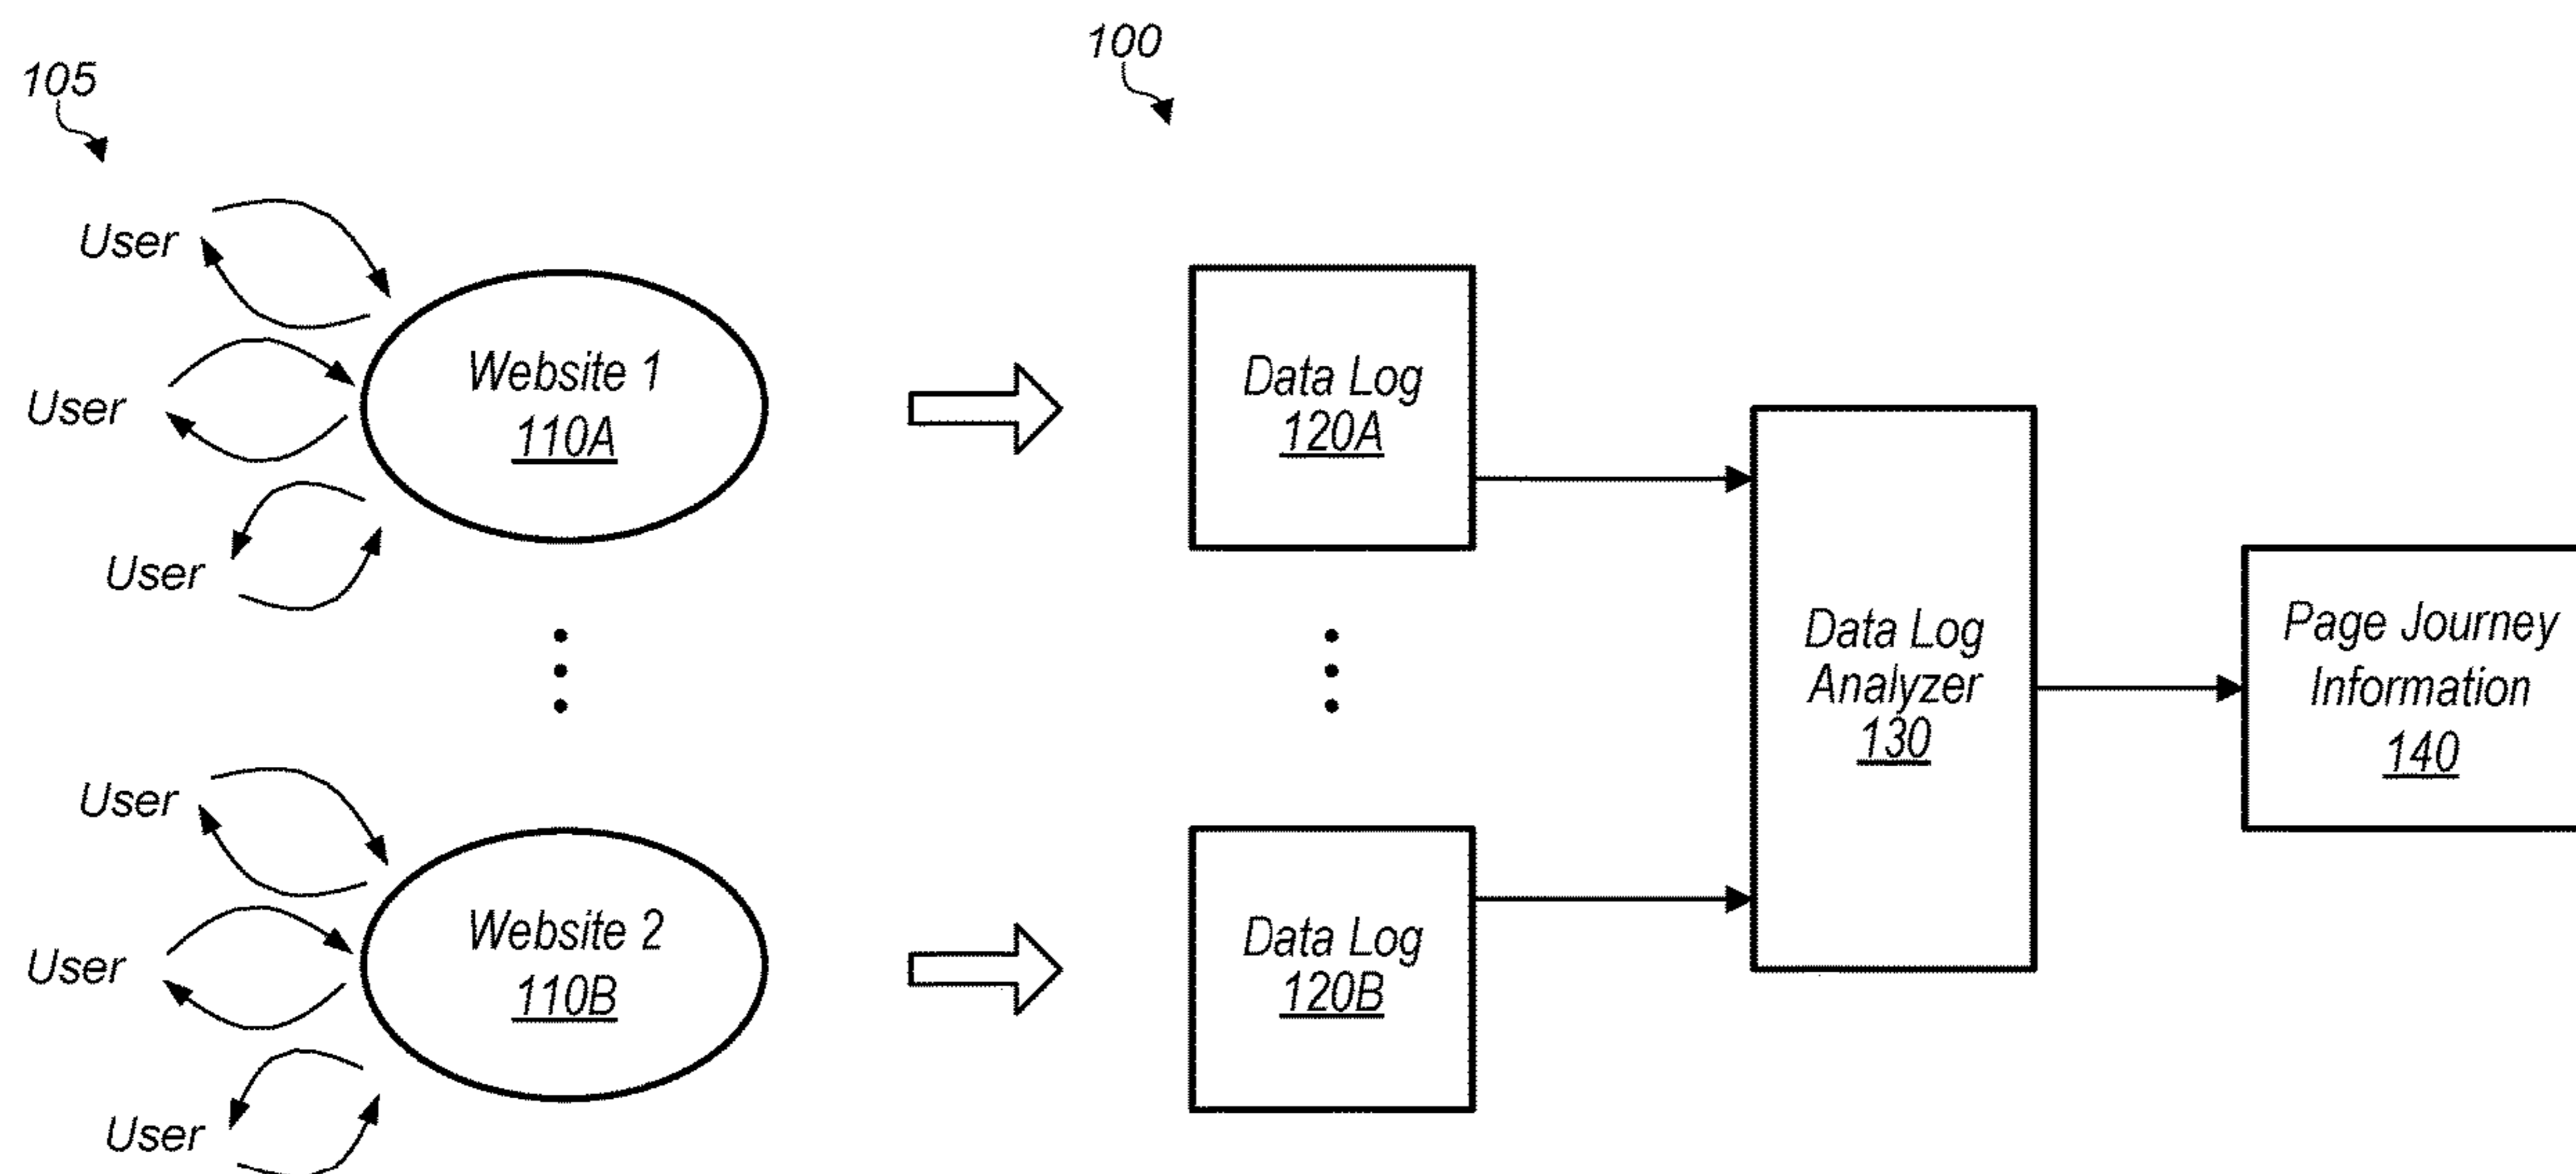 105
100
User
User
User
Website 1
110A
Data Log
120A
Data Log
Analyzer
130
Page Journey
Information
140
User
User
User
Website 2
110B
Data Log
120B